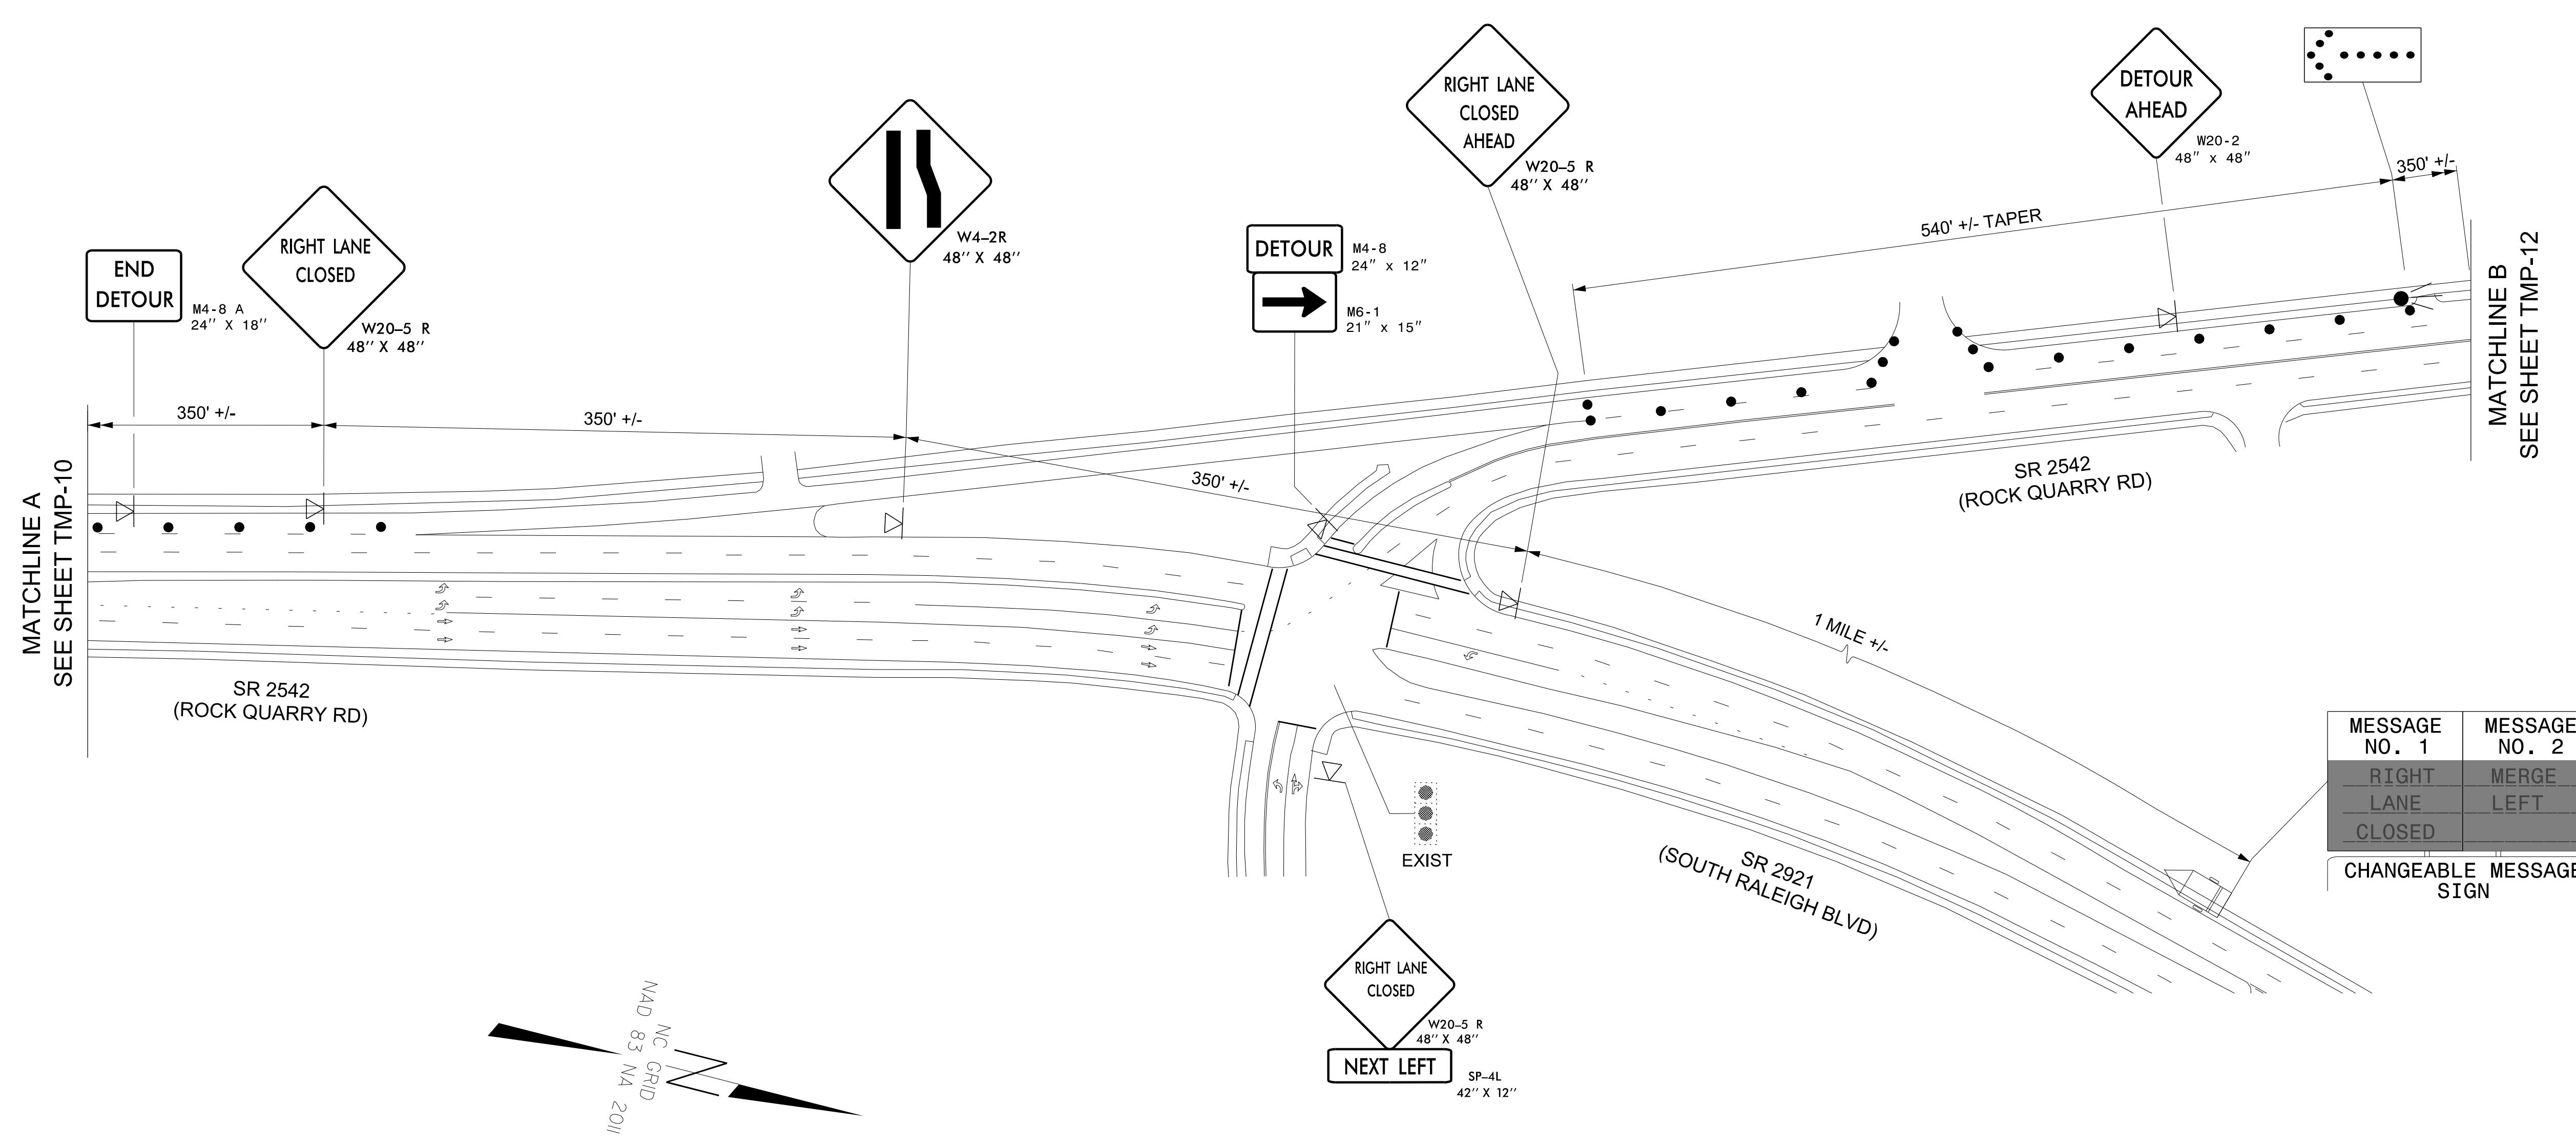 RIGHT LANE
CLOSED
AHEAD
W20-5 R
48'' X 48''
DETOUR
AHEAD
W20-2
48" x 48"
350' +/-
540' +/- TAPER
W4-2R
48'' X 48''
END
DETOUR
M4-8 A
24'' X 18''
RIGHT LANE
CLOSED
W20-5 R
48'' X 48''
DETOUR
M4-8
24" x 12"
M6-1
21" x 15"
MATCHLINE B
SEE SHEET TMP-12
350' +/-
350' +/-
350' +/-
MATCHLINE A
SEE SHEET TMP-10
SR 2542
(ROCK QUARRY RD)
SR 2542
(ROCK QUARRY RD)
1 MILE +/-
MESSAGE
NO. 1
RIGHT
LANE
CLOSED
MESSAGE
NO. 2
MERGE
LEFT
CHANGEABLE MESSAGE
SIGN
EXIST
SR 2921
(SOUTH RALEIGH BLVD)
RIGHT LANE
CLOSED
W20-5 R
48'' X 48''
NEXT LEFT
SP-4L
42'' X 12''
NC GRID
NAD 83 NA 2011